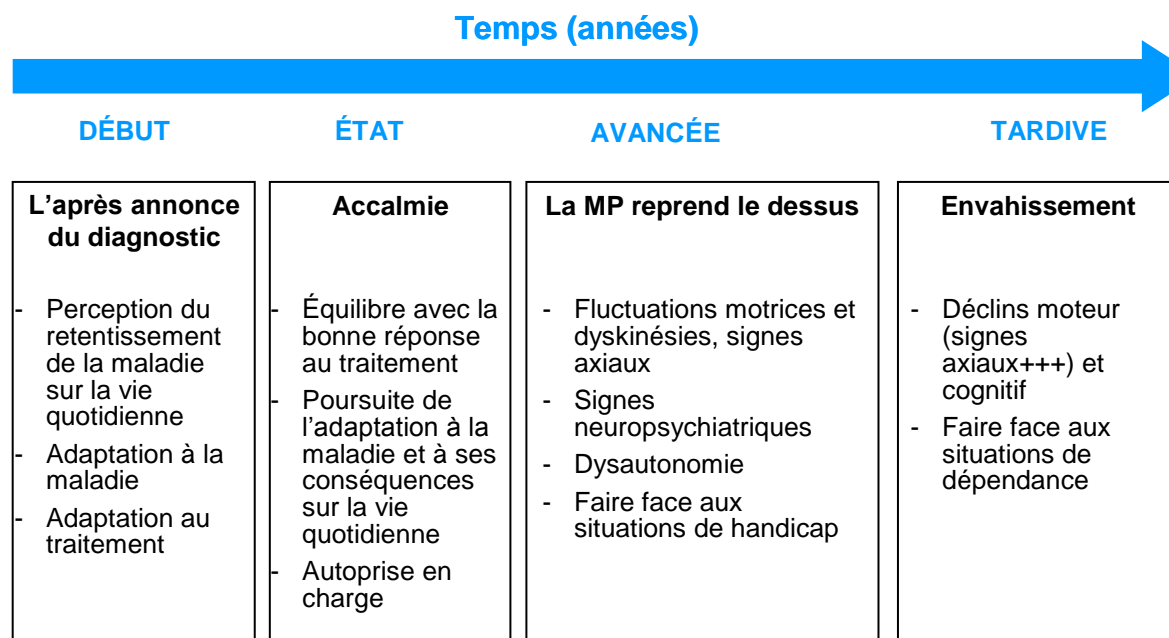 Temps (années)
DÉBUT
ÉTAT
AVANCÉE
TARDIVE
L'après annonce
du diagnostic
- Perception du
retentissement
de la maladie
sur la vie
quotidienne
- Adaptation à la
maladie
- Adaptation au
traitement
Accalmie
- Équilibre avec la
bonne réponse
au traitement
- Poursuite de
l'adaptation à la
maladie et à ses
conséquences
sur la vie
quotidienne
- Autoprise en
charge
La MP reprend le dessus
- Fluctuations motrices et
dyskinésies, signes
axiaux
- Signes
neuropsychiatriques
- Dysautonomie
- Faire face aux
situations de handicap
Envahissement
- Déclins moteur
(signes
axiaux+++) et
cognitif
- Faire face aux
situations de
dépendance